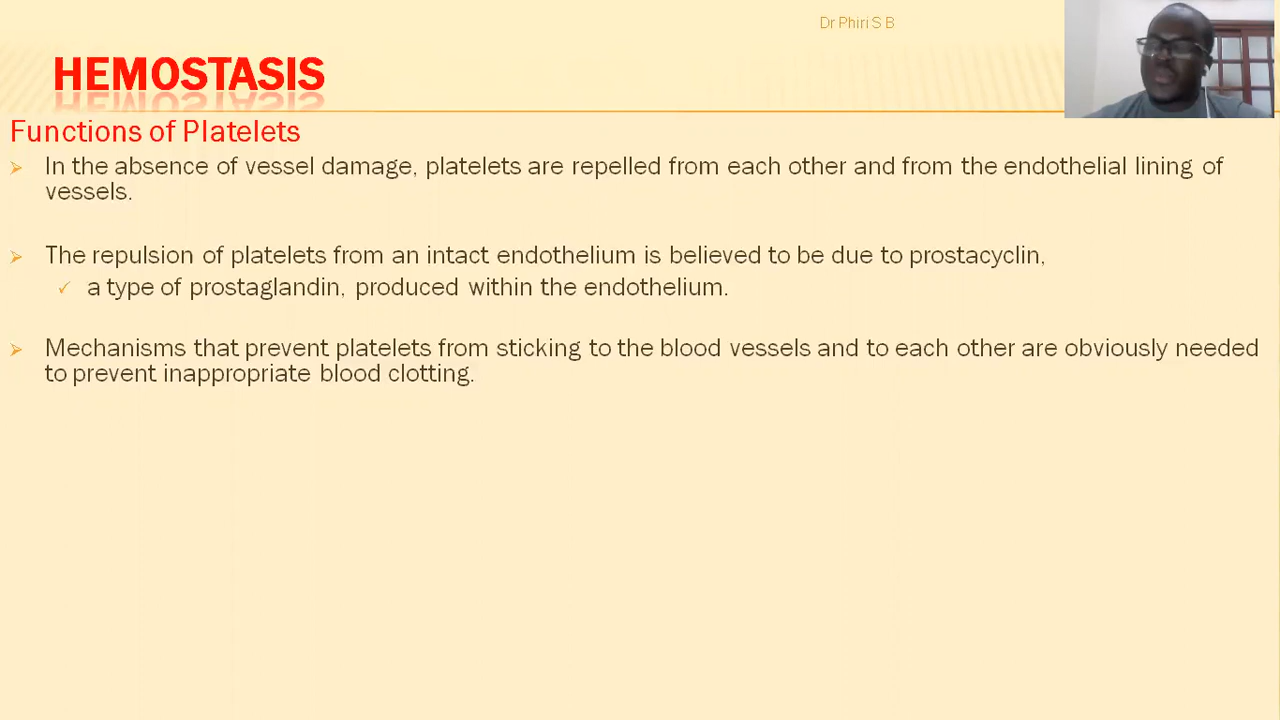 Dr Phiri S B
HEMOSTASIS
Functions of Platelets
In the absence of vessel damage, platelets are repelled from each other and from the endothelial lining of
vessels.
The repulsion of platelets from an intact endothelium is believed to be due to prostacyclin,
a type of prostaglandin, produced within the endothelium.
Mechanisms that prevent platelets from sticking to the blood vessels and to each other are obviously needed
to prevent inappropriate blood clotting.